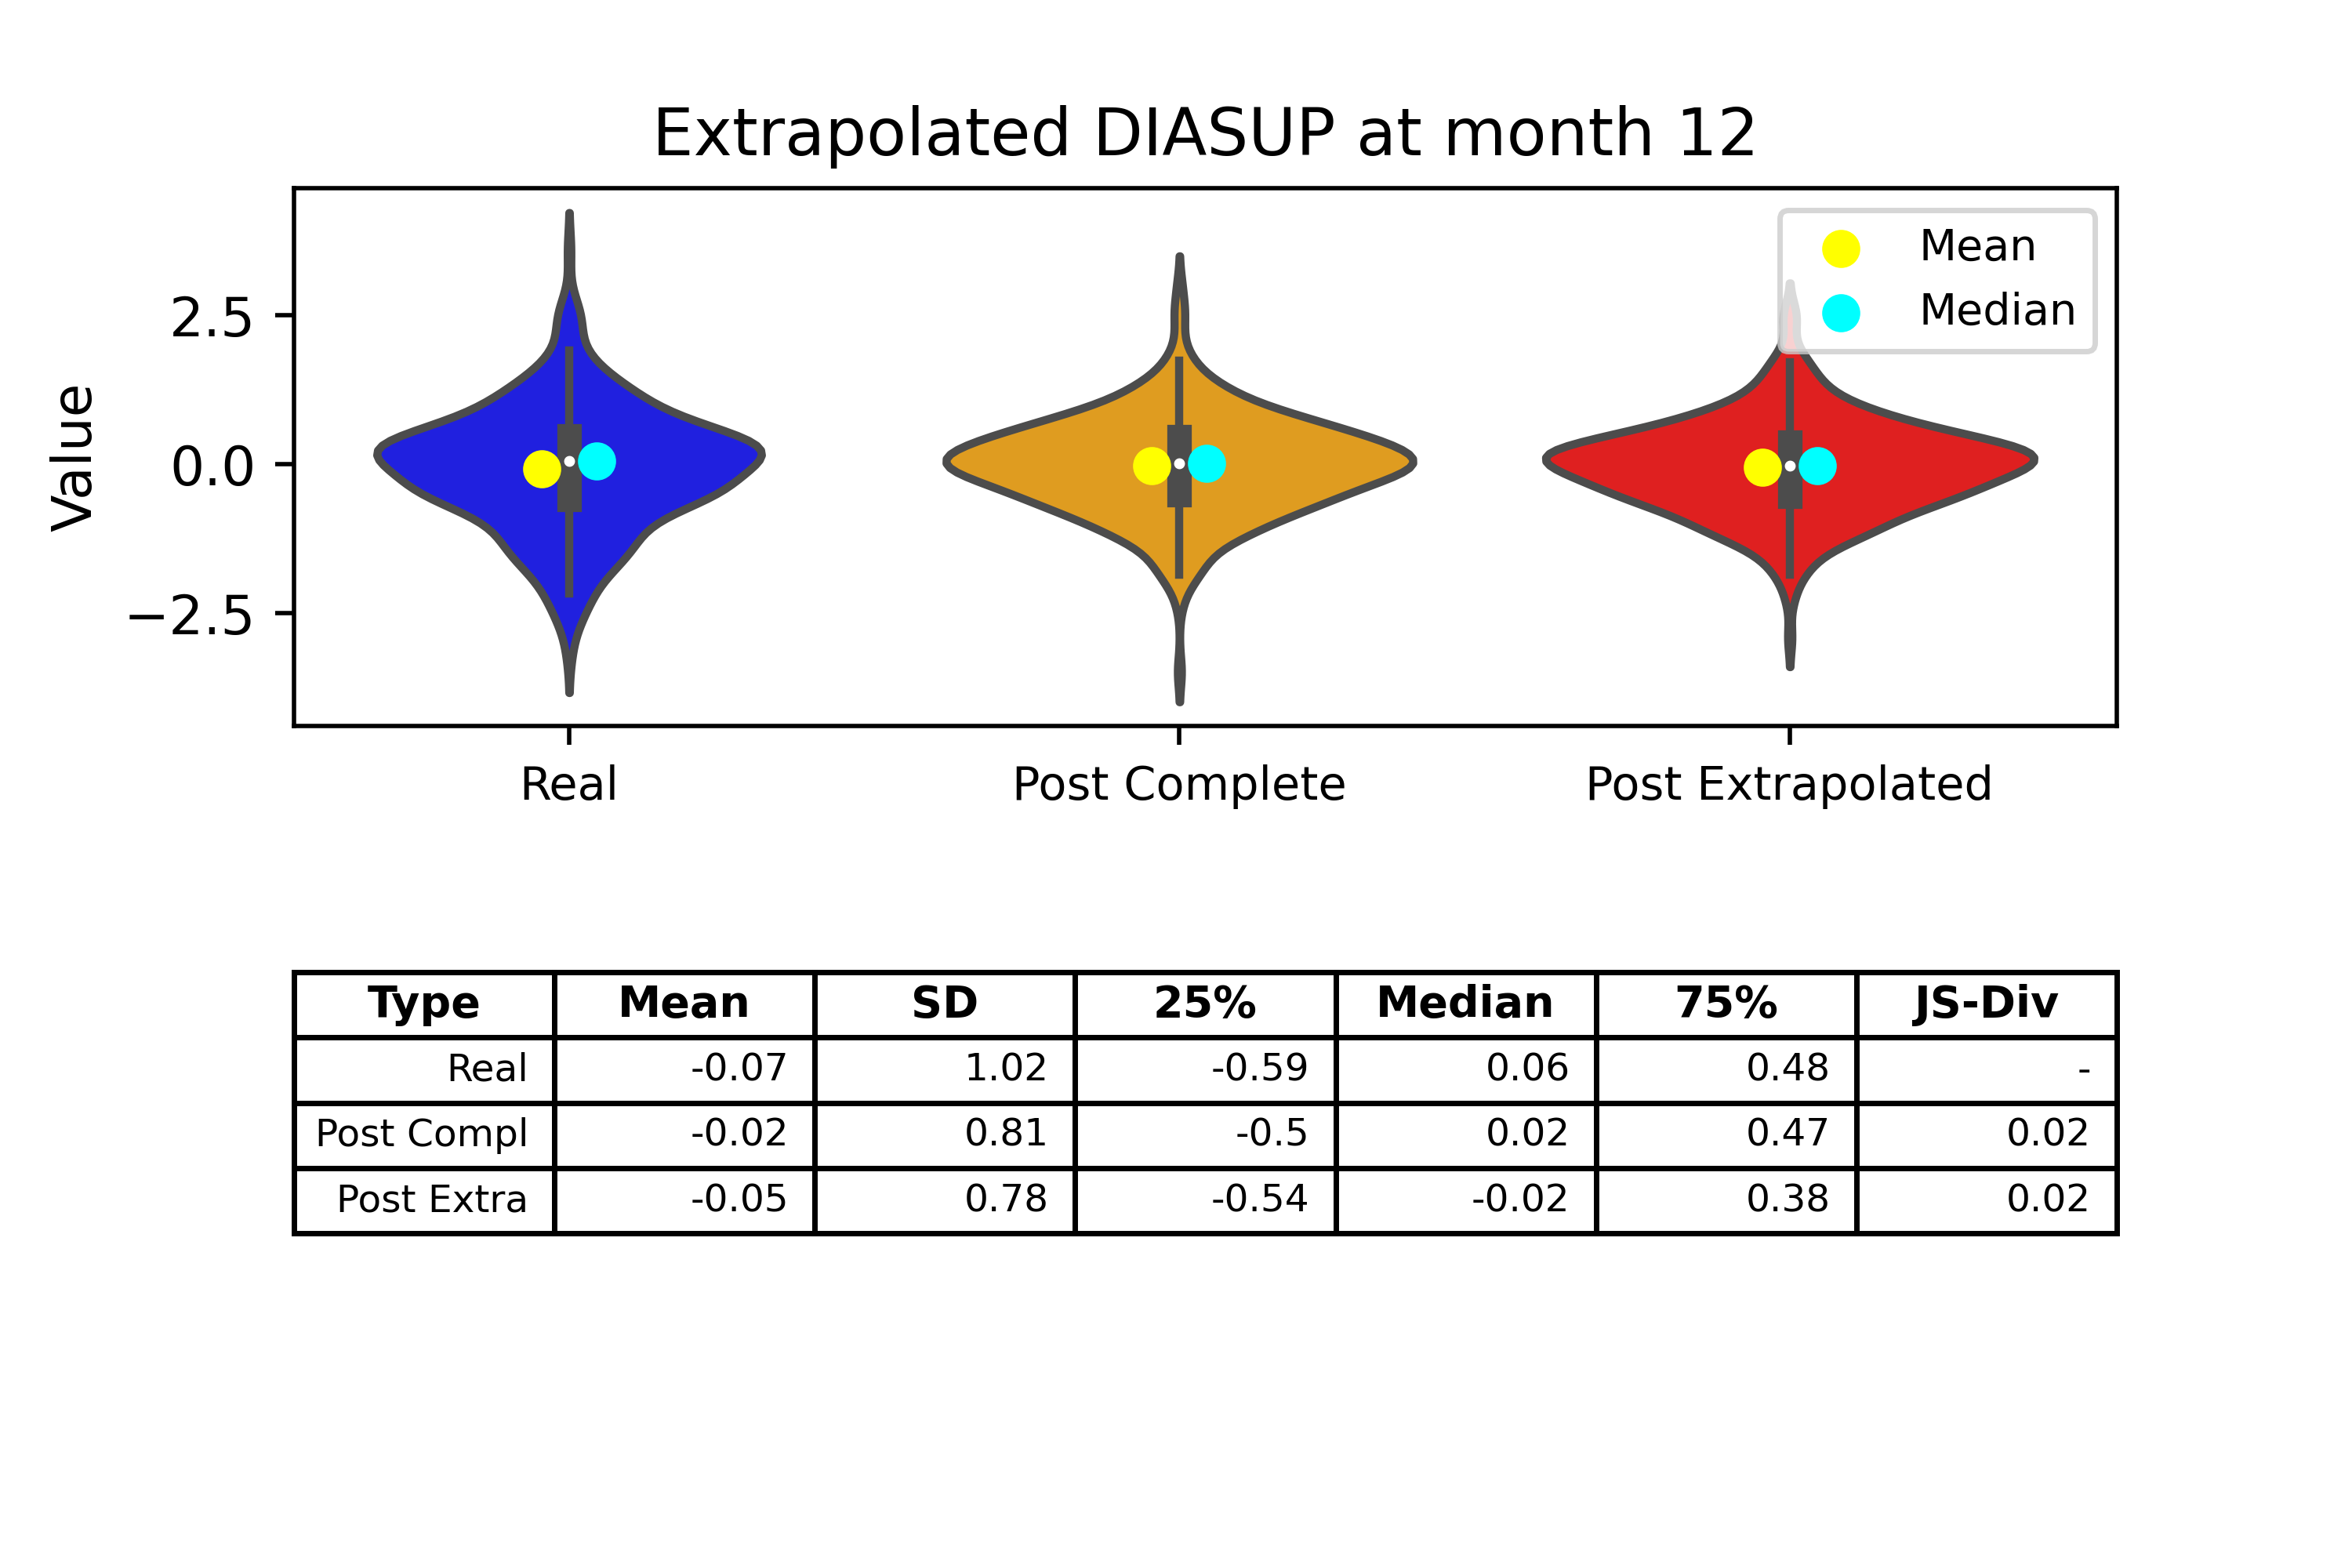 Extrapolated DIASUP at month 12
Mean
Median
Value
2.5
0.0
−2.5
Real Post Complete Post Extrapolated
Type Mean SD 25% Median 75% JS-Div
Real -0.07 1.02 -0.59 0.06 0.48 -
Post Compl -0.02 0.81 -0.5 0.02 0.47 0.02
Post Extra -0.05 0.78 -0.54 -0.02 0.38 0.02